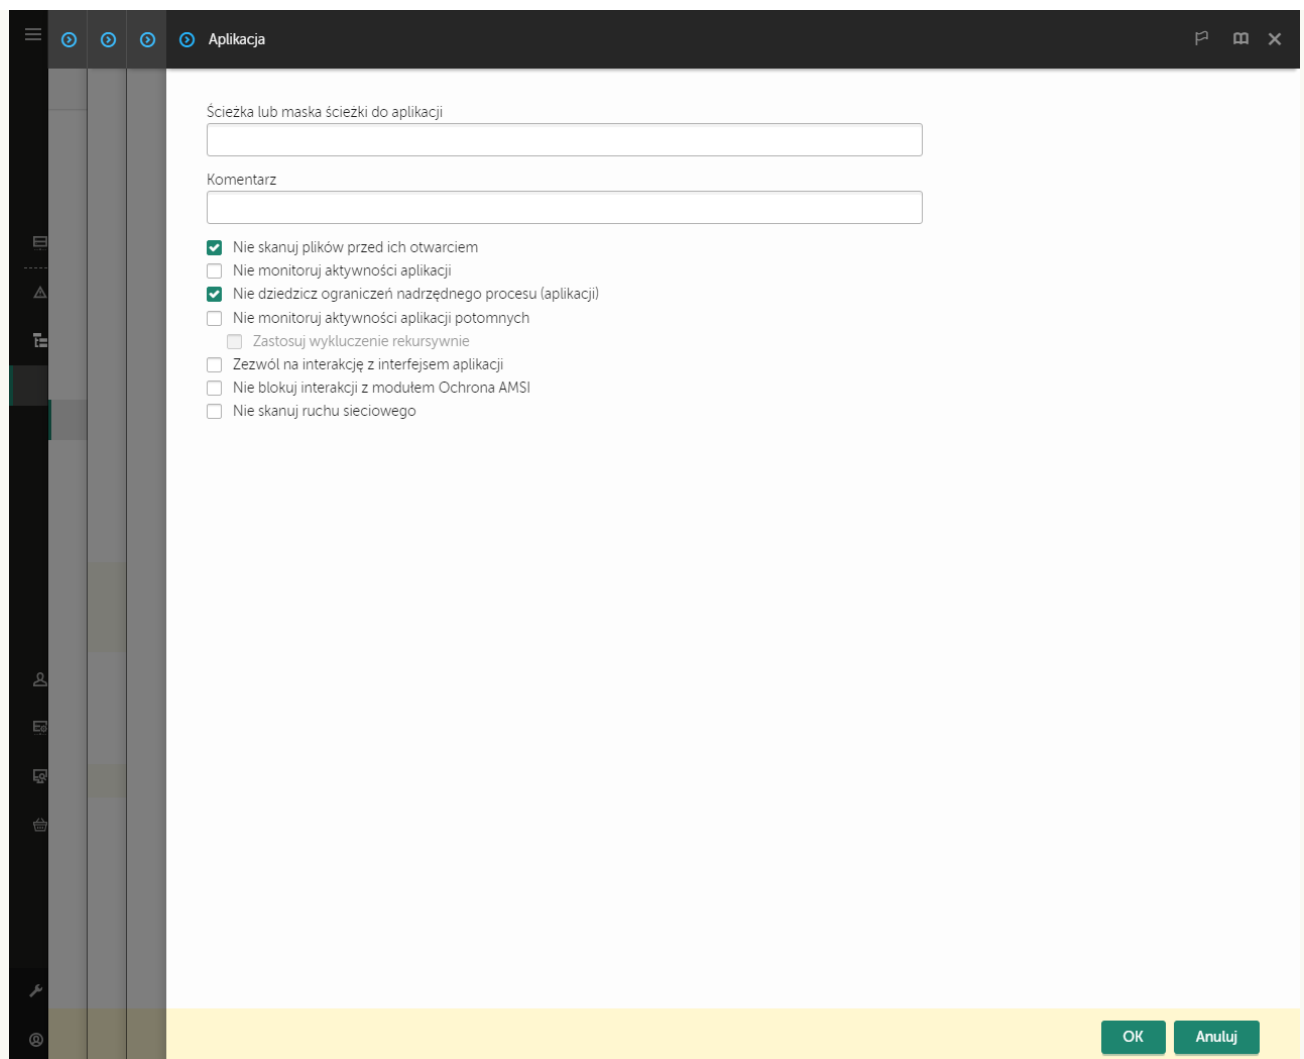 Aplikacja
Ścieżka lub maska ścieżki do aplikacji
Komentarz
Nie skanuj plików przed ich otwarciem
Nie monitoruj aktywności aplikacji
Nie dziedzicz ograniczeń nadrzędnego procesu (aplikacji)
Nie monitoruj aktywności aplikacji potomnych
Zastosuj wykluczenie rekursywnie
Zezwól na interakcję z interfejsem aplikacji
Nie blokuj interakcji z modułem Ochrona AMSI
Nie skanuj ruchu sieciowego
OK Anuluj